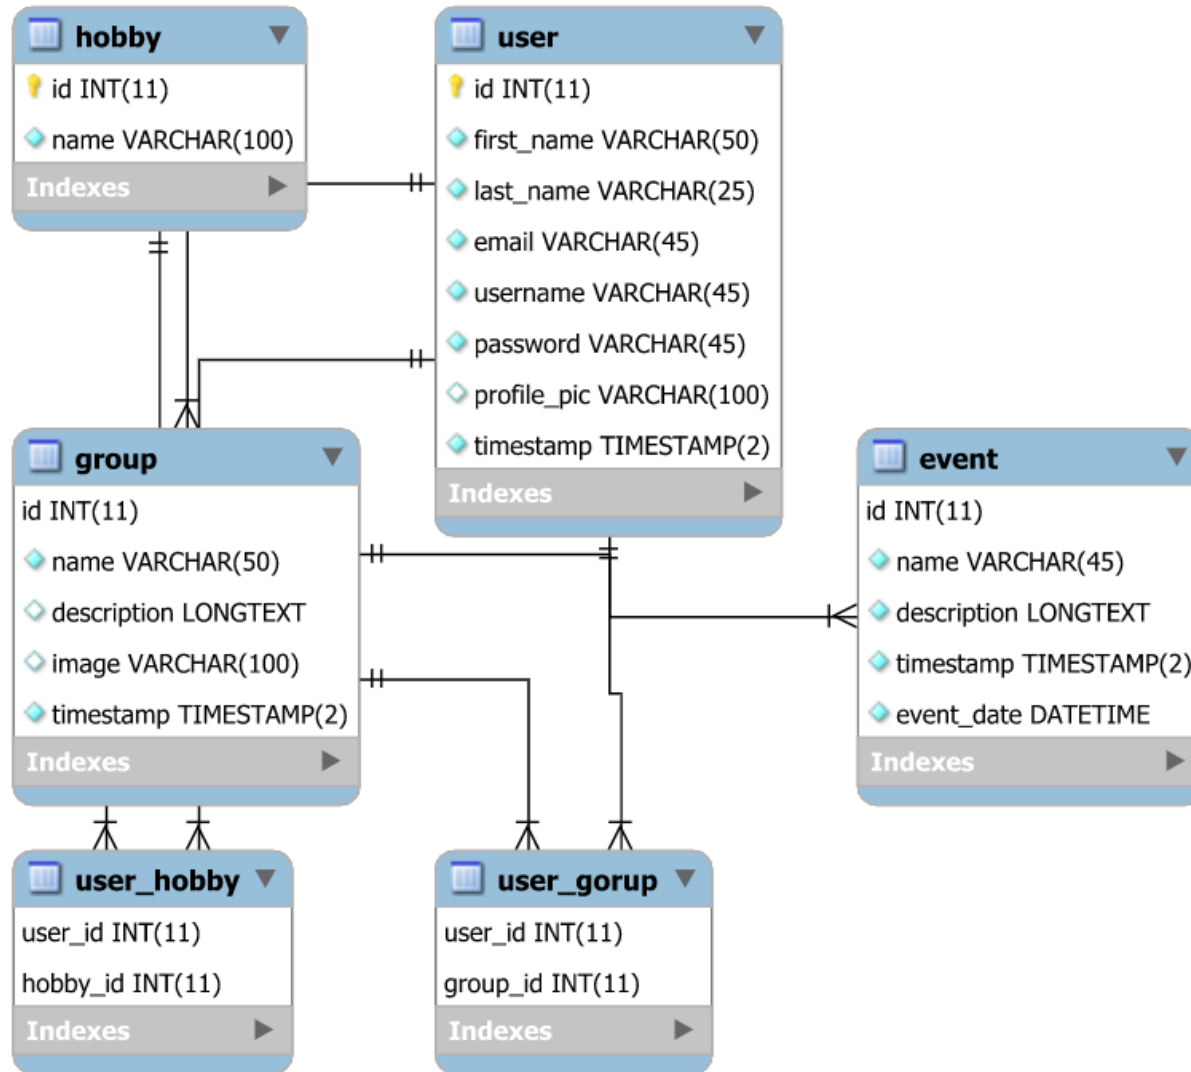 hobby
id INT(11)
name VARCHAR(100)
Indexes
user
id INT(11)
first_name VARCHAR(50)
last_name VARCHAR(25)
email VARCHAR(45)
username VARCHAR(45)
password VARCHAR(45)
profile_pic VARCHAR(100)
timestamp TIMESTAMP(2)
Indexes
group
id INT(11)
name VARCHAR(50)
description LONGTEXT
image VARCHAR(100)
timestamp TIMESTAMP(2)
Indexes
event
id INT(11)
name VARCHAR(45)
description LONGTEXT
timestamp TIMESTAMP(2)
event_date DATETIME
Indexes
user_hobby
user_id INT(11)
hobby_id INT(11)
Indexes
user_gorup
user_id INT(11)
group_id INT(11)
Indexes